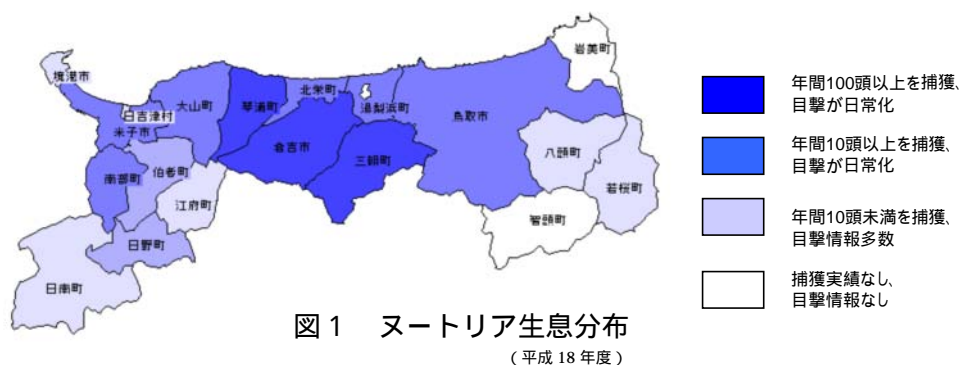 岩美町
境港市
大山町
琴浦町
北栄町
湯梨浜町
鳥取市
日吉津村
米子市
倉吉市
三朝町
八頭町
南部町
伯耆町
若桜町
江府町
智頭町
日野町
日南町
年間100頭以上を捕獲、
目撃が日常化
年間10頭以上を捕獲、
目撃が日常化
年間10頭未満を捕獲、
目撃情報多数
捕獲実績なし、
目撃情報なし
図1 ヌートリア生息分布
（平成 18 年度）